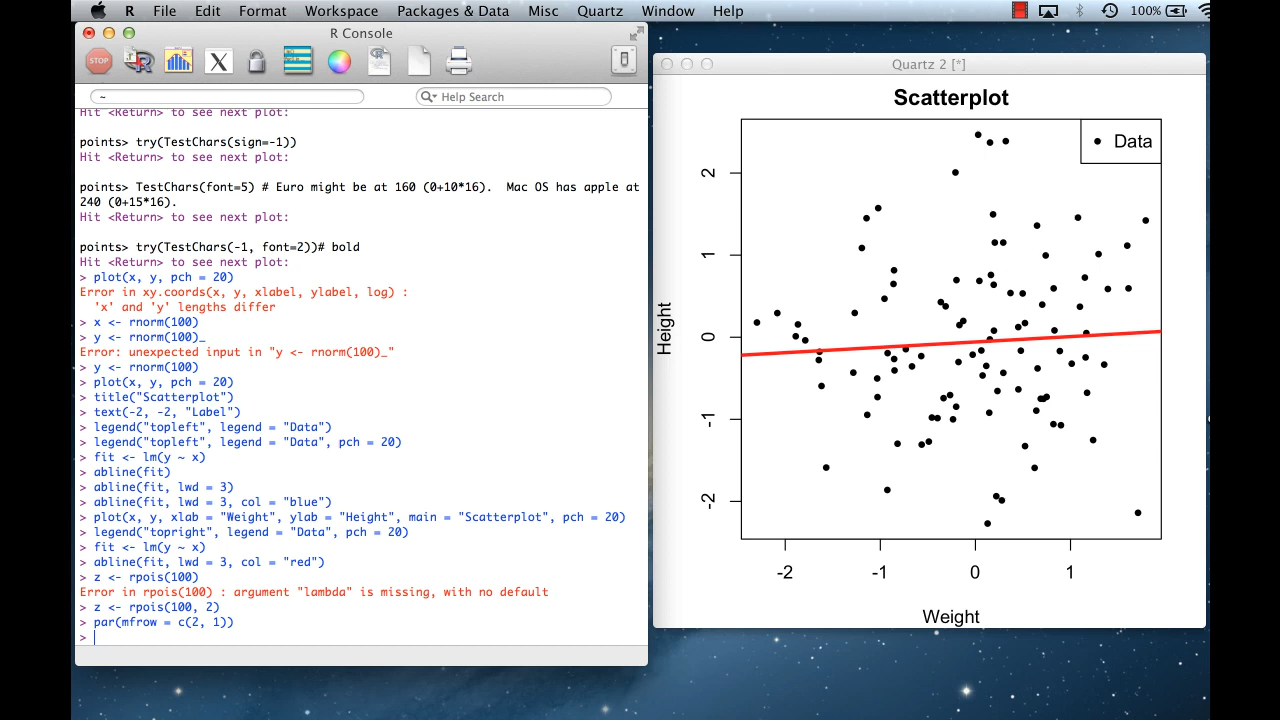 R File Edit Format Workspace Packages & Data Misc Quartz Window Help 100%
R Console
STOP
R X R
~
Help Search
Hit <Return> to see next plot:
points> try(TestChars(sign=-1))
Hit <Return> to see next plot:
points> TestChars(font=5) # Euro might be at 160 (0+10*16).  Mac OS has apple at
240 (0+15*16).
Hit <Return> to see next plot:
points> try(TestChars(-1, font=2))# bold
Hit <Return> to see next plot:
> plot(x, y, pch = 20)
Error in xy.coords(x, y, xlabel, ylabel, log) :
'x' and 'y' lengths differ
> x <- rnorm(100)
> y <- rnorm(100)_
Error: unexpected input in "y <- rnorm(100)_"
> y <- rnorm(100)
> plot(x, y, pch = 20)
> title("Scatterplot")
> text(-2, -2, "Label")
> legend("topleft", legend = "Data")
> legend("topleft", legend = "Data", pch = 20)
> fit <- lm(y ~ x)
> abline(fit)
> abline(fit, lwd = 3)
> abline(fit, lwd = 3, col = "blue")
> plot(x, y, xlab = "Weight", ylab = "Height", main = "Scatterplot", pch = 20)
> legend("topright", legend = "Data", pch = 20)
> fit <- lm(y ~ x)
> abline(fit, lwd = 3, col = "red")
> z <- rpois(100)
Error in rpois(100) : argument "lambda" is missing, with no default
> z <- rpois(100, 2)
> par(mfrow = c(2, 1))
>
Quartz 2 [*]
Scatterplot
Data
Height
2
1
0
-1
-2
-2 -1 0 1
Weight